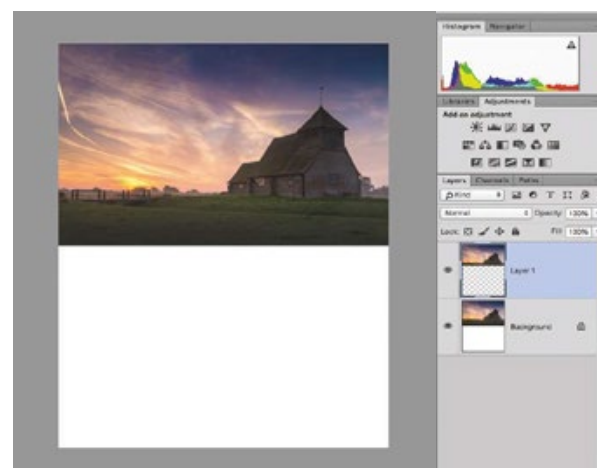 Histogram Navigator
Libraries Adjustments
Add an adjustment
Layers Channels Paths
Kind
Normal Opacity: 100%
Lock: Fill: 100%
Layer 1
Background